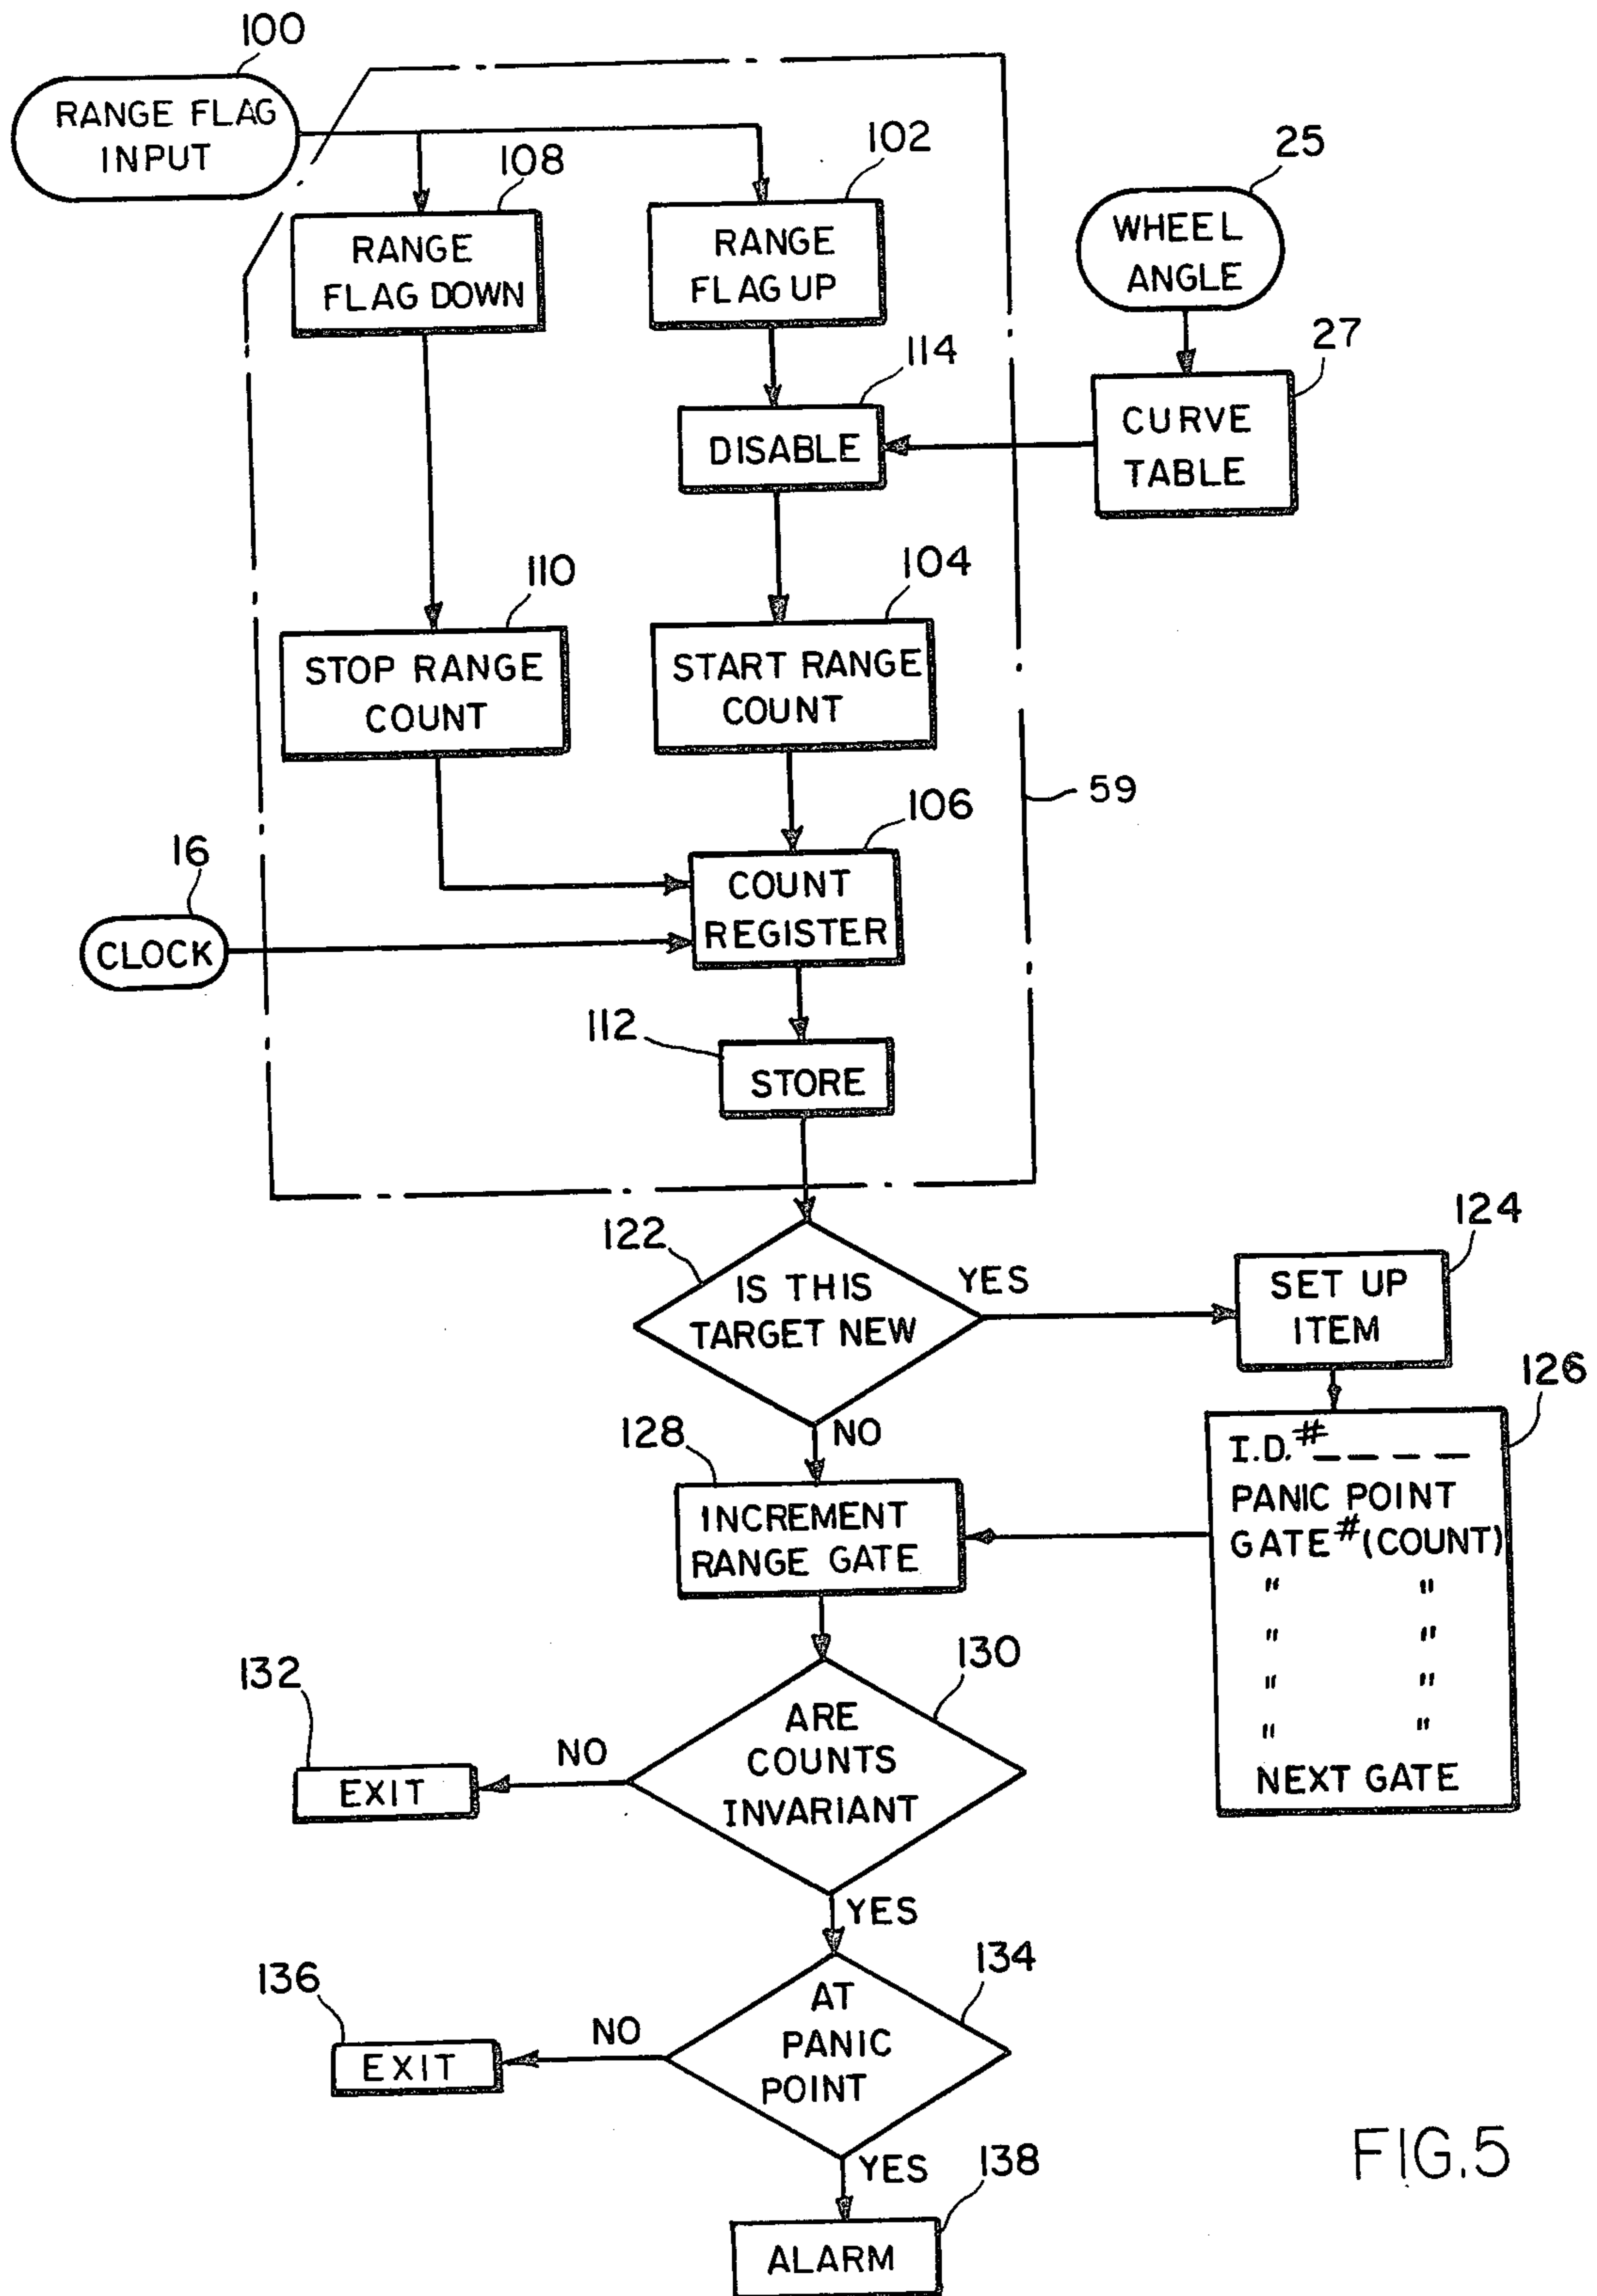 100
RANGE FLAG
INPUT
108
RANGE
FLAG DOWN
102
RANGE
FLAG UP
25
WHEEL
ANGLE
114
DISABLE
27
CURVE
TABLE
110
STOP RANGE
COUNT
104
START RANGE
COUNT
59
16
CLOCK
106
COUNT
REGISTER
112
STORE
122
IS THIS
TARGET NEW
YES
NO
124
SET UP
ITEM
126
I.D.#_ _ _ _
PANIC POINT
GATE#(COUNT)
" "
" "
" "
" "
NEXT GATE
128
INCREMENT
RANGE GATE
130
ARE
COUNTS
INVARIANT
NO
132
EXIT
YES
134
AT
PANIC
POINT
NO
136
EXIT
YES
138
ALARM
FIG.5